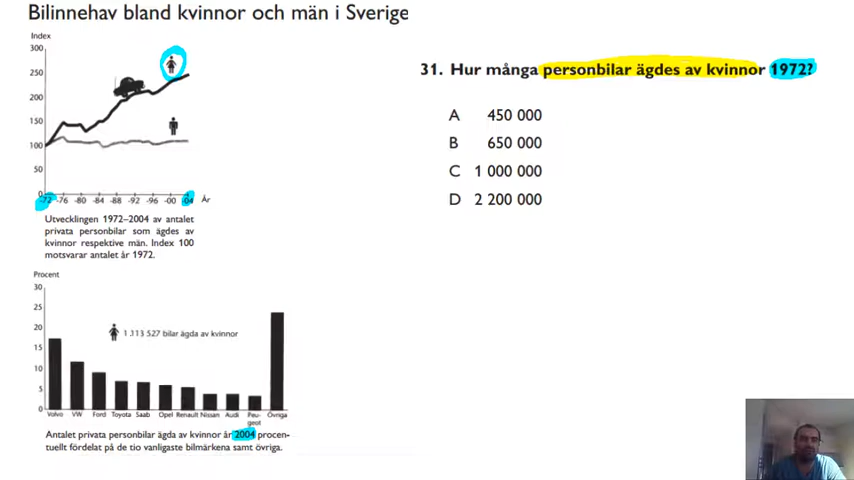 Bilinnehav bland kvinnor och män i Sverige
Index
300
250
200
150
100
50
0
-72 -76 -80 -84 -88 -92 -96 -00 -04 År
Utvecklingen 1972–2004 av antalet
privata personbilar som ägdes av
kvinnor respektive män. Index 100
motsvarar antalet år 1972.
Procent
30
25
20
15
10
5
0
1 113 527 bilar ägda av kvinnor
Volvo VW Ford Toyota Saab Opel Renault Nissan Audi Peu- Övriga
geot
Antalet privata personbilar ägda av kvinnor år 2004 procen-
tuellt fördelat på de tio vanligaste bilmärkena samt övriga.
31. Hur många personbilar ägdes av kvinnor 1972?
A 450 000
B 650 000
C 1 000 000
D 2 200 000